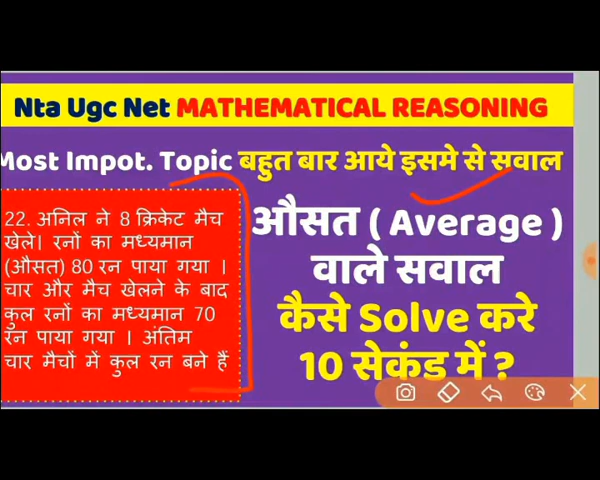 Nta Ugc Net MATHEMATICAL REASONING
Most Impot. Topic बहुत बार आये इसमे से सवाल
22. अनिल ने 8 क्रिकेट मैच
खेले। रनों का मध्यमान
(औसत) 80 रन पाया गया ।
चार और मैच खेलने के बाद
कुल रनों का मध्यमान 70
रन पाया गया । अंतिम
चार मैचों में कुल रन बने हैं
औसत ( Average )
वाले सवाल
कैसे Solve करे
10 सेकंड में ?